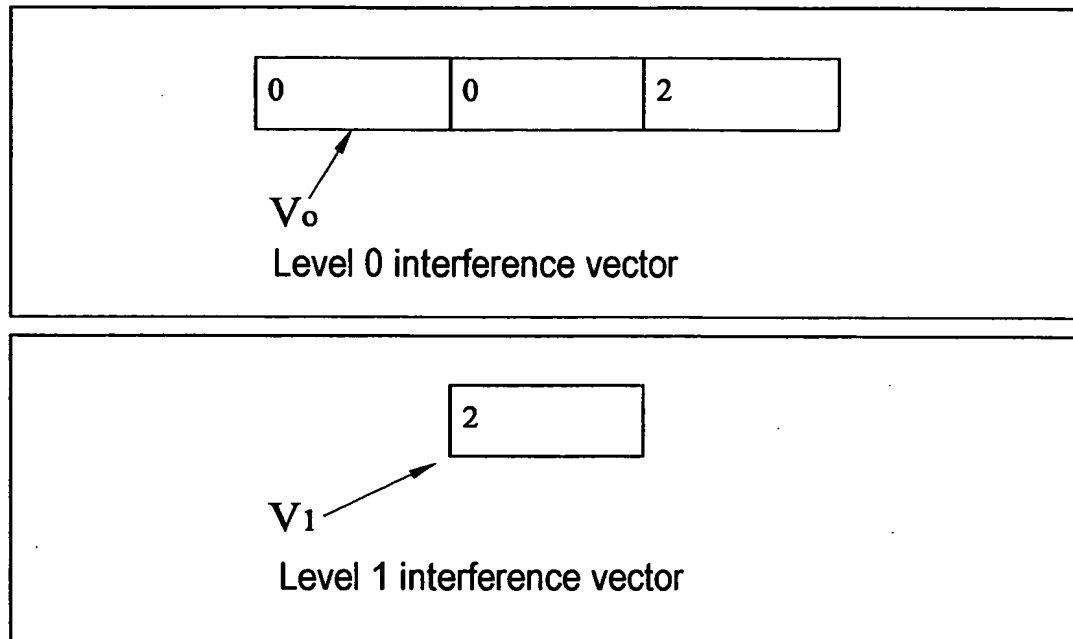 0 0 2
Vo
Level 0 interference vector
2
V1
Level 1 interference vector